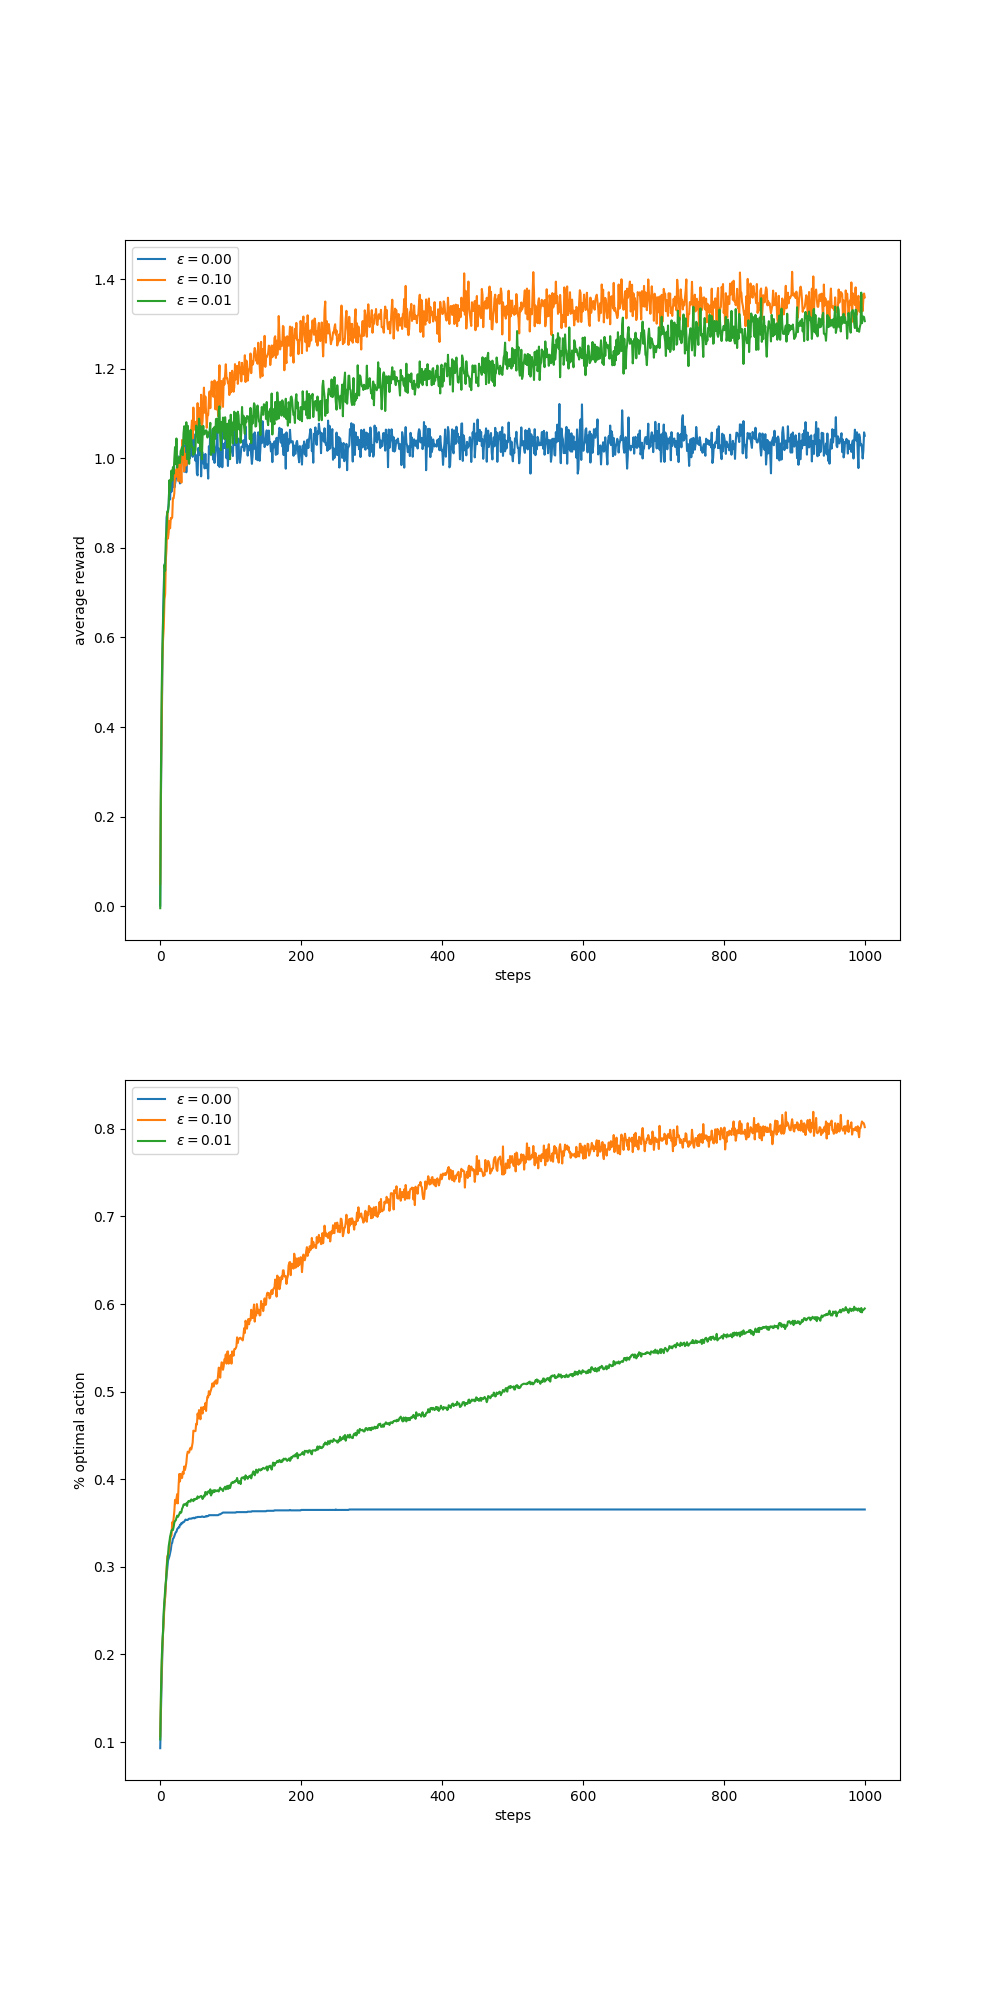 ε = 0.00
ε = 0.10
ε = 0.01
1.4
1.2
1.0
0.8
0.6
0.4
0.2
0.0
average reward
0 200 400 600 800 1000
steps
ε = 0.00
ε = 0.10
ε = 0.01
0.8
0.7
0.6
0.5
0.4
0.3
0.2
0.1
% optimal action
0 200 400 600 800 1000
steps